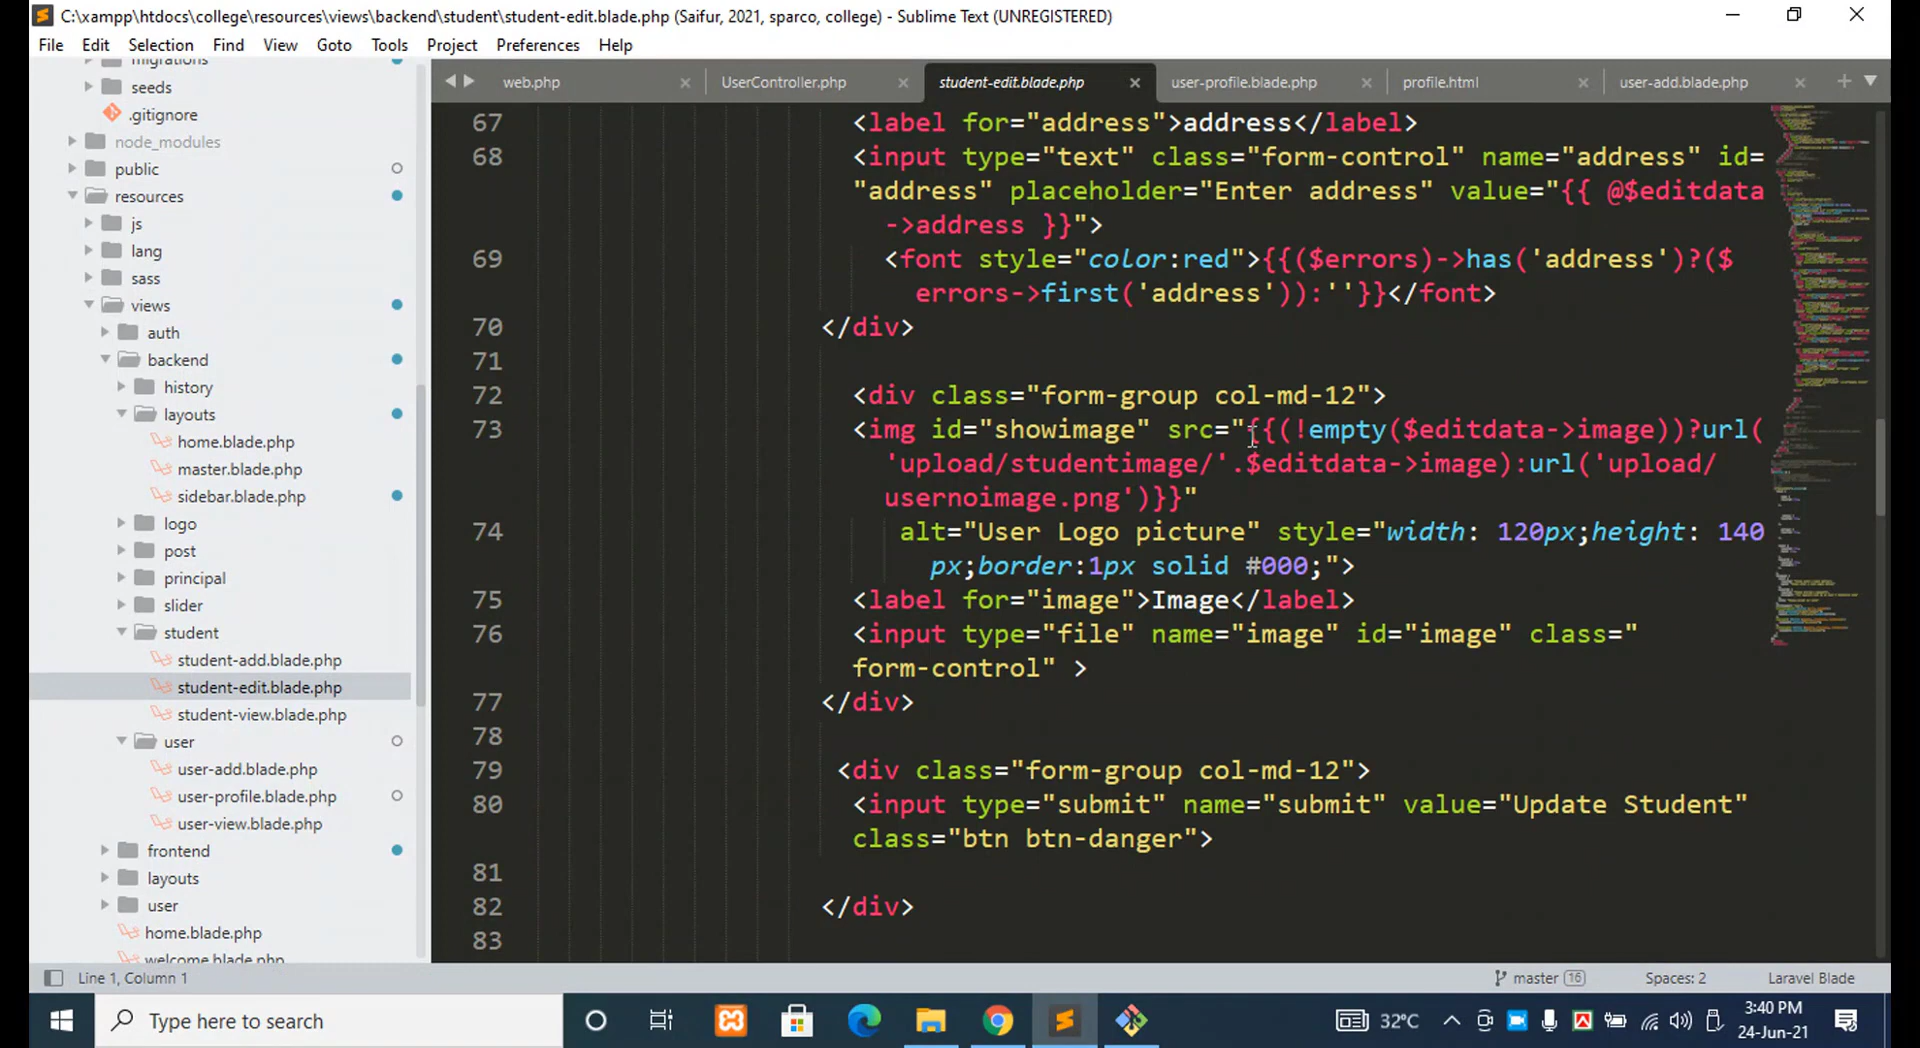 C:\xampp\htdocs\college\resources\views\backend\student\student-edit.blade.php (Saifur, 2021, sparco, college) - Sublime Text (UNREGISTERED)
File Edit Selection Find View Goto Tools Project Preferences Help
migrations
seeds
.gitignore
node_modules
public
resources
js
lang
sass
views
auth
backend
history
layouts
home.blade.php
master.blade.php
sidebar.blade.php
logo
post
principal
slider
student
student-add.blade.php
student-edit.blade.php
student-view.blade.php
user
user-add.blade.php
user-profile.blade.php
user-view.blade.php
frontend
layouts
user
home.blade.php
welcome.blade.php
web.php UserController.php student-edit.blade.php user-profile.blade.php profile.html user-add.blade.php
67 <label for="address">address</label>
68 <input type="text" class="form-control" name="address" id=
"address" placeholder="Enter address" value="{{ @$editdata
->address }}">
69 <font style="color:red">{{($errors)->has('address')?($
errors->first('address')):''}}</font>
70 </div>
71
72 <div class="form-group col-md-12">
73 <img id="showimage" src="{{(!empty($editdata->image))?url(
'upload/studentimage/'.$editdata->image):url('upload/
usernoimage.png')}}"
74 alt="User Logo picture" style="width: 120px;height: 140
px;border:1px solid #000;">
75 <label for="image">Image</label>
76 <input type="file" name="image" id="image" class="
form-control" >
77 </div>
78
79 <div class="form-group col-md-12">
80 <input type="submit" name="submit" value="Update Student"
class="btn btn-danger">
81
82 </div>
83
Line 1, Column 1
master 16
Spaces: 2
Laravel Blade
Type here to search
32°C
3:40 PM
24-Jun-21